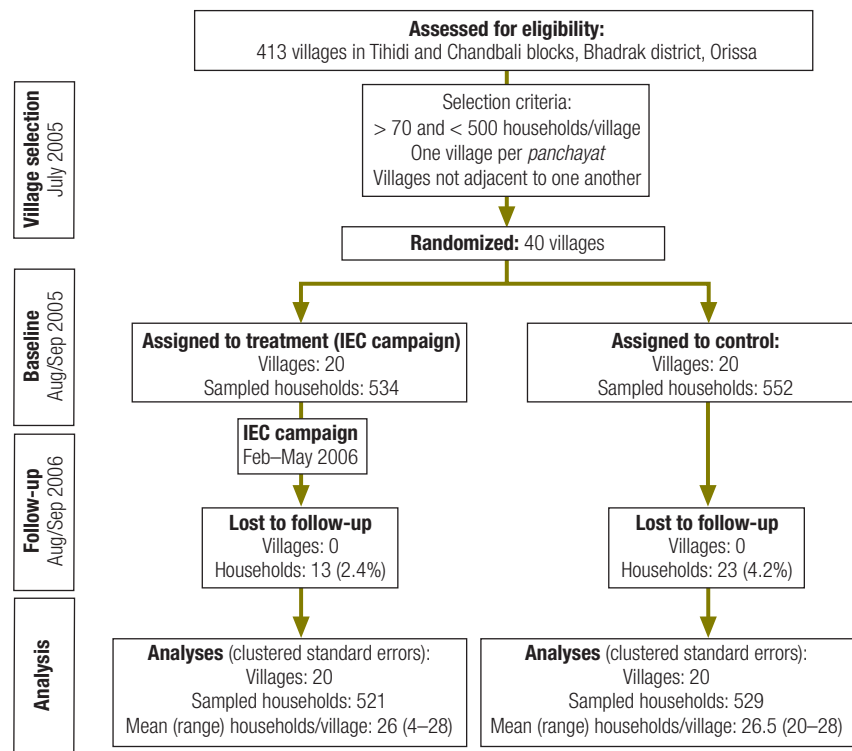 Assessed for eligibility:
413 villages in Tihidi and Chandbali blocks, Bhadrak district, Orissa
Village selection
July 2005
Selection criteria:
> 70 and < 500 households/village
One village per panchayat
Villages not adjacent to one another
Randomized: 40 villages
Baseline
Aug/Sep 2005
Assigned to treatment (IEC campaign)
Villages: 20
Sampled households: 534
Assigned to control:
Villages: 20
Sampled households: 552
IEC campaign
Feb–May 2006
Follow-up
Aug/Sep 2006
Lost to follow-up
Villages: 0
Households: 13 (2.4%)
Lost to follow-up
Villages: 0
Households: 23 (4.2%)
Analysis
Analyses (clustered standard errors):
Villages: 20
Sampled households: 521
Mean (range) households/village: 26 (4–28)
Analyses (clustered standard errors):
Villages: 20
Sampled households: 529
Mean (range) households/village: 26.5 (20–28)